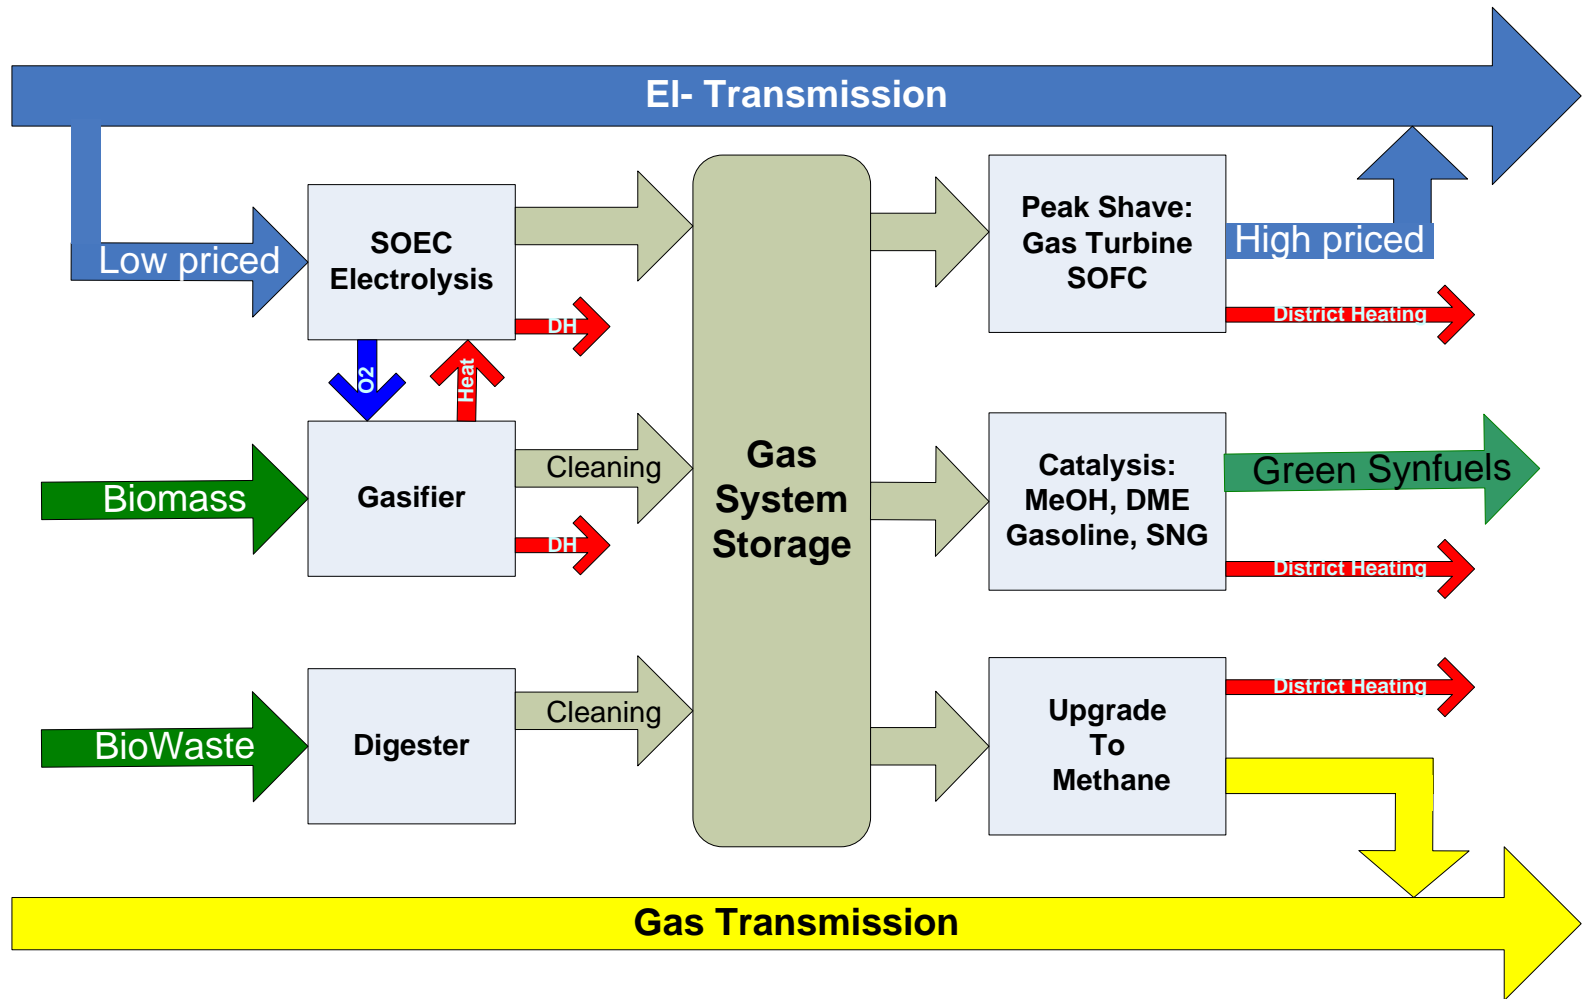 El- Transmission
Low priced
SOEC
Electrolysis
DH
O2
Heat
Biomass
Gasifier
Cleaning
DH
BioWaste
Digester
Cleaning
Gas
System
Storage
Peak Shave:
Gas Turbine
SOFC
High priced
District Heating
Catalysis:
MeOH, DME
Gasoline, SNG
Green Synfuels
District Heating
Upgrade
To
Methane
District Heating
Gas Transmission